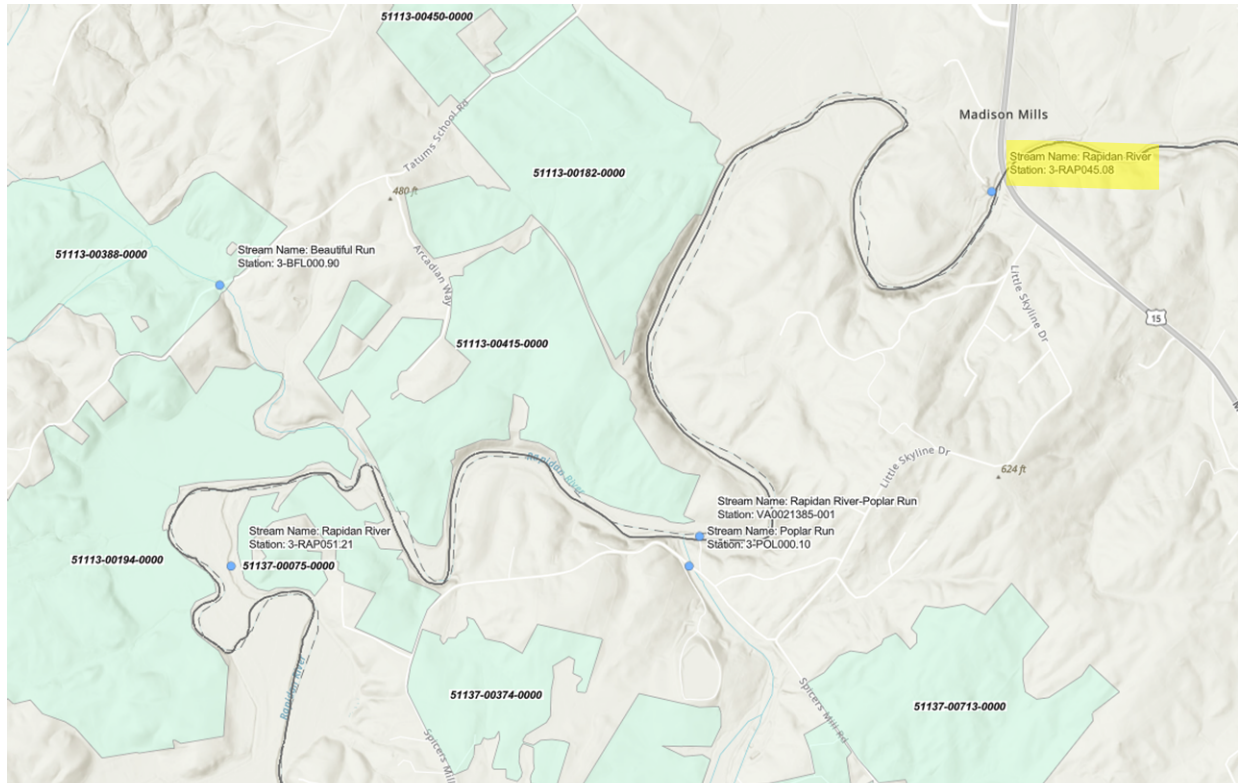 51113-00450-0000
Madison Mills
Tatums School Rd
Stream Name: Rapidan River
Station: 3-RAP045.08
51113-00182-0000
480 ft
51113-00388-0000
Stream Name: Beautiful Run
Station: 3-BFL000.90
Arcadian Way
Little Skyline Dr
15
51113-00415-0000
Little Skyline Dr
624 ft
Rapidan River
Stream Name: Rapidan River-Poplar Run
Station: VA0021385-001
Stream Name: Rapidan River
Station: 3-RAP051.21
Stream Name: Poplar Run
Station: 3-POL000.10
51113-00194-0000
51137-00075-0000
Rapidan River
51137-00374-0000
Spicers Mill Rd
51137-00713-0000
Spicers Mill